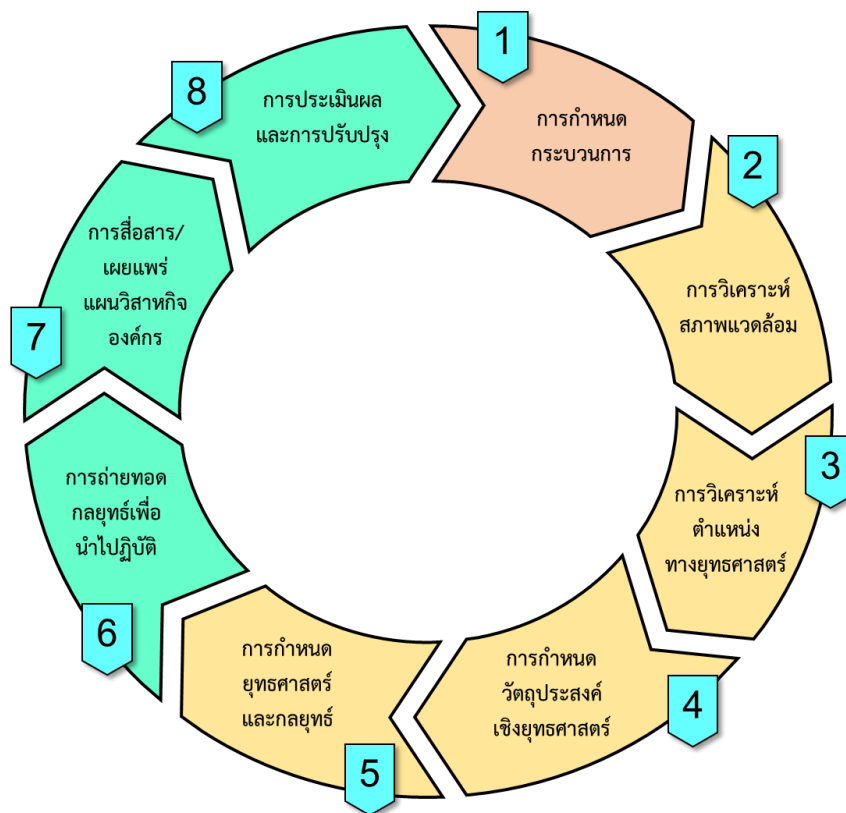 1
การกำหนด
กระบวนการ
2
การวิเคราะห์
สภาพแวดล้อม
3
การวิเคราะห์
ตำแหน่ง
ทางยุทธศาสตร์
4
การกำหนด
วัตถุประสงค์
เชิงยุทธศาสตร์
5
การกำหนด
ยุทธศาสตร์
และกลยุทธ์
6
การถ่ายทอด
กลยุทธ์เพื่อ
นำไปฏิบัติ
7
การสื่อสาร/
เผยแพร่
แผนวิสาหกิจ
องค์กร
8
การประเมินผล
และการปรับปรุง